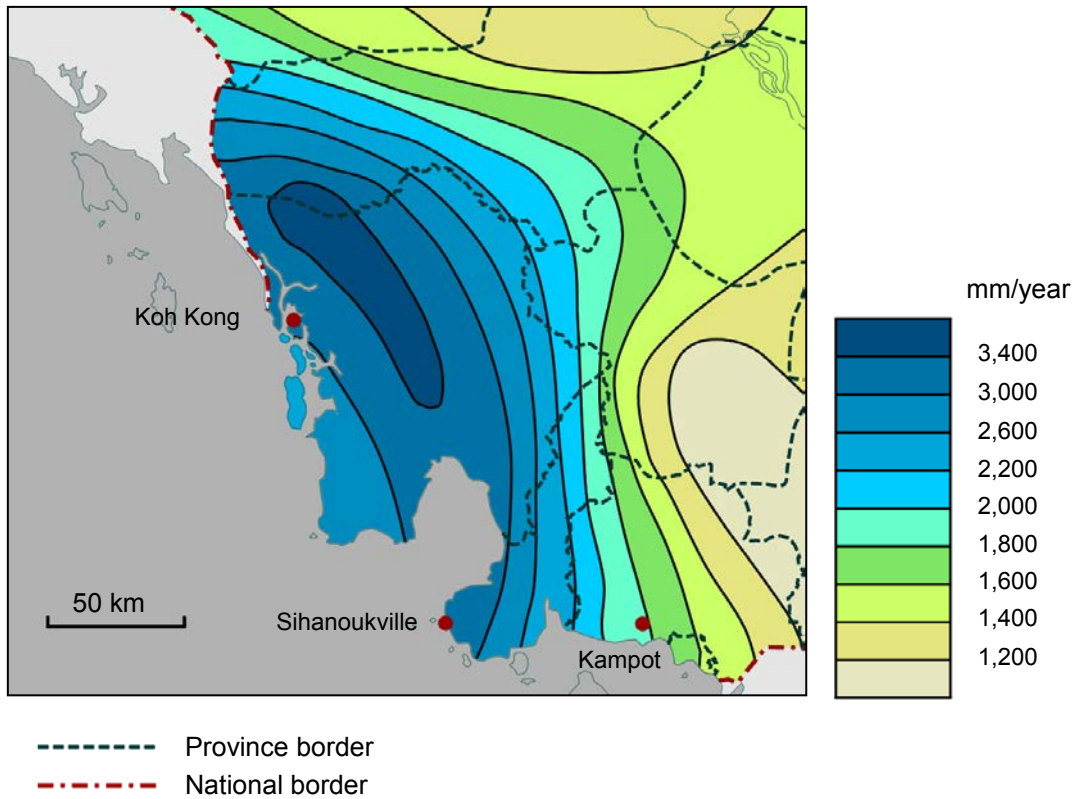 mm/year
3,400
Koh Kong
3,000
2,600
2,200
2,000
1,800
1,600
50 km
1,400
Sihanoukville
1,200
Kampot
Province border
National border